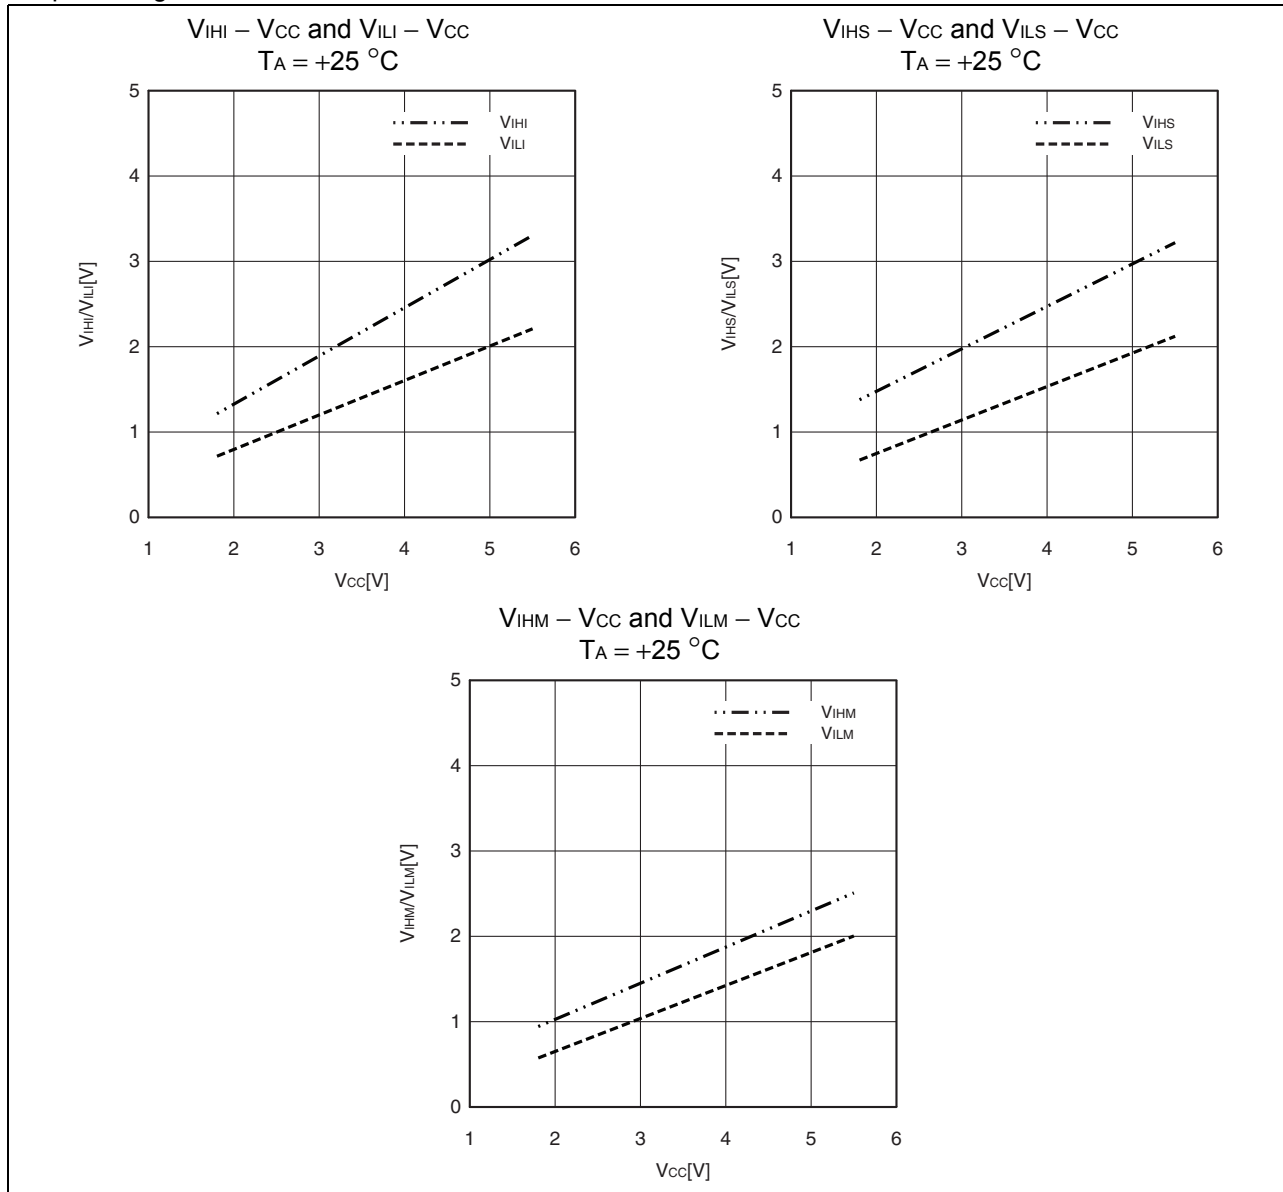 VIHI – VCC and VILI – VCC
TA = +25 °C
5
4
3
2
1
0
VIHI/VILI[V]
VIHI
VILI
1 2 3 4 5 6
VCC[V]
VIHS – VCC and VILS – VCC
TA = +25 °C
5
4
3
2
1
0
VIHS/VILS[V]
VIHS
VILS
1 2 3 4 5 6
VCC[V]
VIHM – VCC and VILM – VCC
TA = +25 °C
5
4
3
2
1
0
VIHM/VILM[V]
VIHM
VILM
1 2 3 4 5 6
VCC[V]